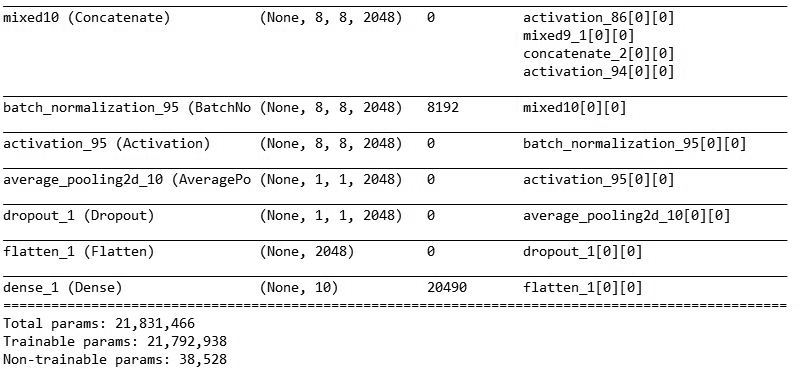 mixed10 (Concatenate) (None, 8, 8, 2048) 0 activation_86[0][0]
mixed9_1[0][0]
concatenate_2[0][0]
activation_94[0][0]
batch_normalization_95 (BatchNo (None, 8, 8, 2048) 8192 mixed10[0][0]
activation_95 (Activation) (None, 8, 8, 2048) 0 batch_normalization_95[0][0]
average_pooling2d_10 (AveragePo (None, 1, 1, 2048) 0 activation_95[0][0]
dropout_1 (Dropout) (None, 1, 1, 2048) 0 average_pooling2d_10[0][0]
flatten_1 (Flatten) (None, 2048) 0 dropout_1[0][0]
dense_1 (Dense) (None, 10) 20490 flatten_1[0][0]
Total params: 21,831,466
Trainable params: 21,792,938
Non-trainable params: 38,528